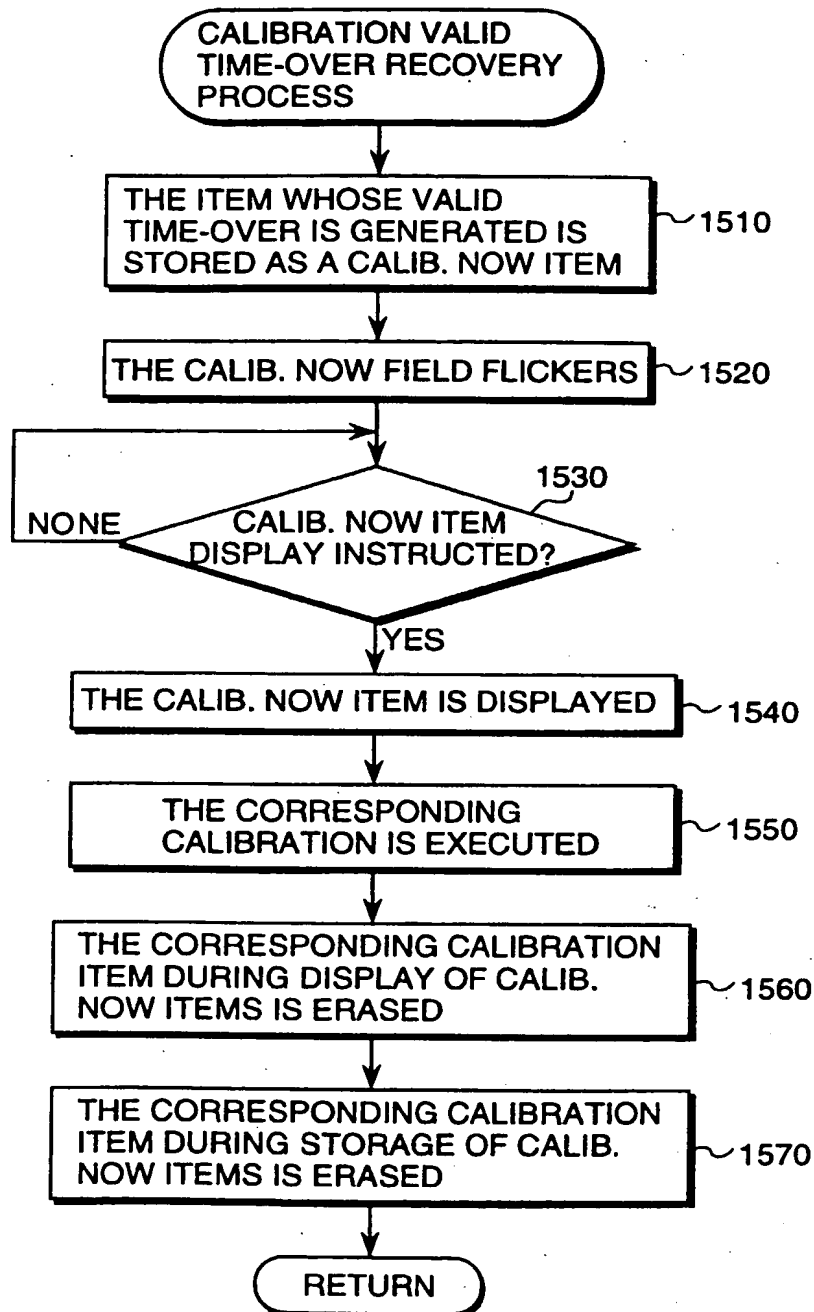 CALIBRATION VALID
TIME-OVER RECOVERY
PROCESS
THE ITEM WHOSE VALID
TIME-OVER IS GENERATED IS
STORED AS A CALIB. NOW ITEM
1510
THE CALIB. NOW FIELD FLICKERS
1520
1530
NONE
CALIB. NOW ITEM
DISPLAY INSTRUCTED?
YES
THE CALIB. NOW ITEM IS DISPLAYED
1540
THE CORRESPONDING
CALIBRATION IS EXECUTED
1550
THE CORRESPONDING CALIBRATION
ITEM DURING DISPLAY OF CALIB.
NOW ITEMS IS ERASED
1560
THE CORRESPONDING CALIBRATION
ITEM DURING STORAGE OF CALIB.
NOW ITEMS IS ERASED
1570
RETURN